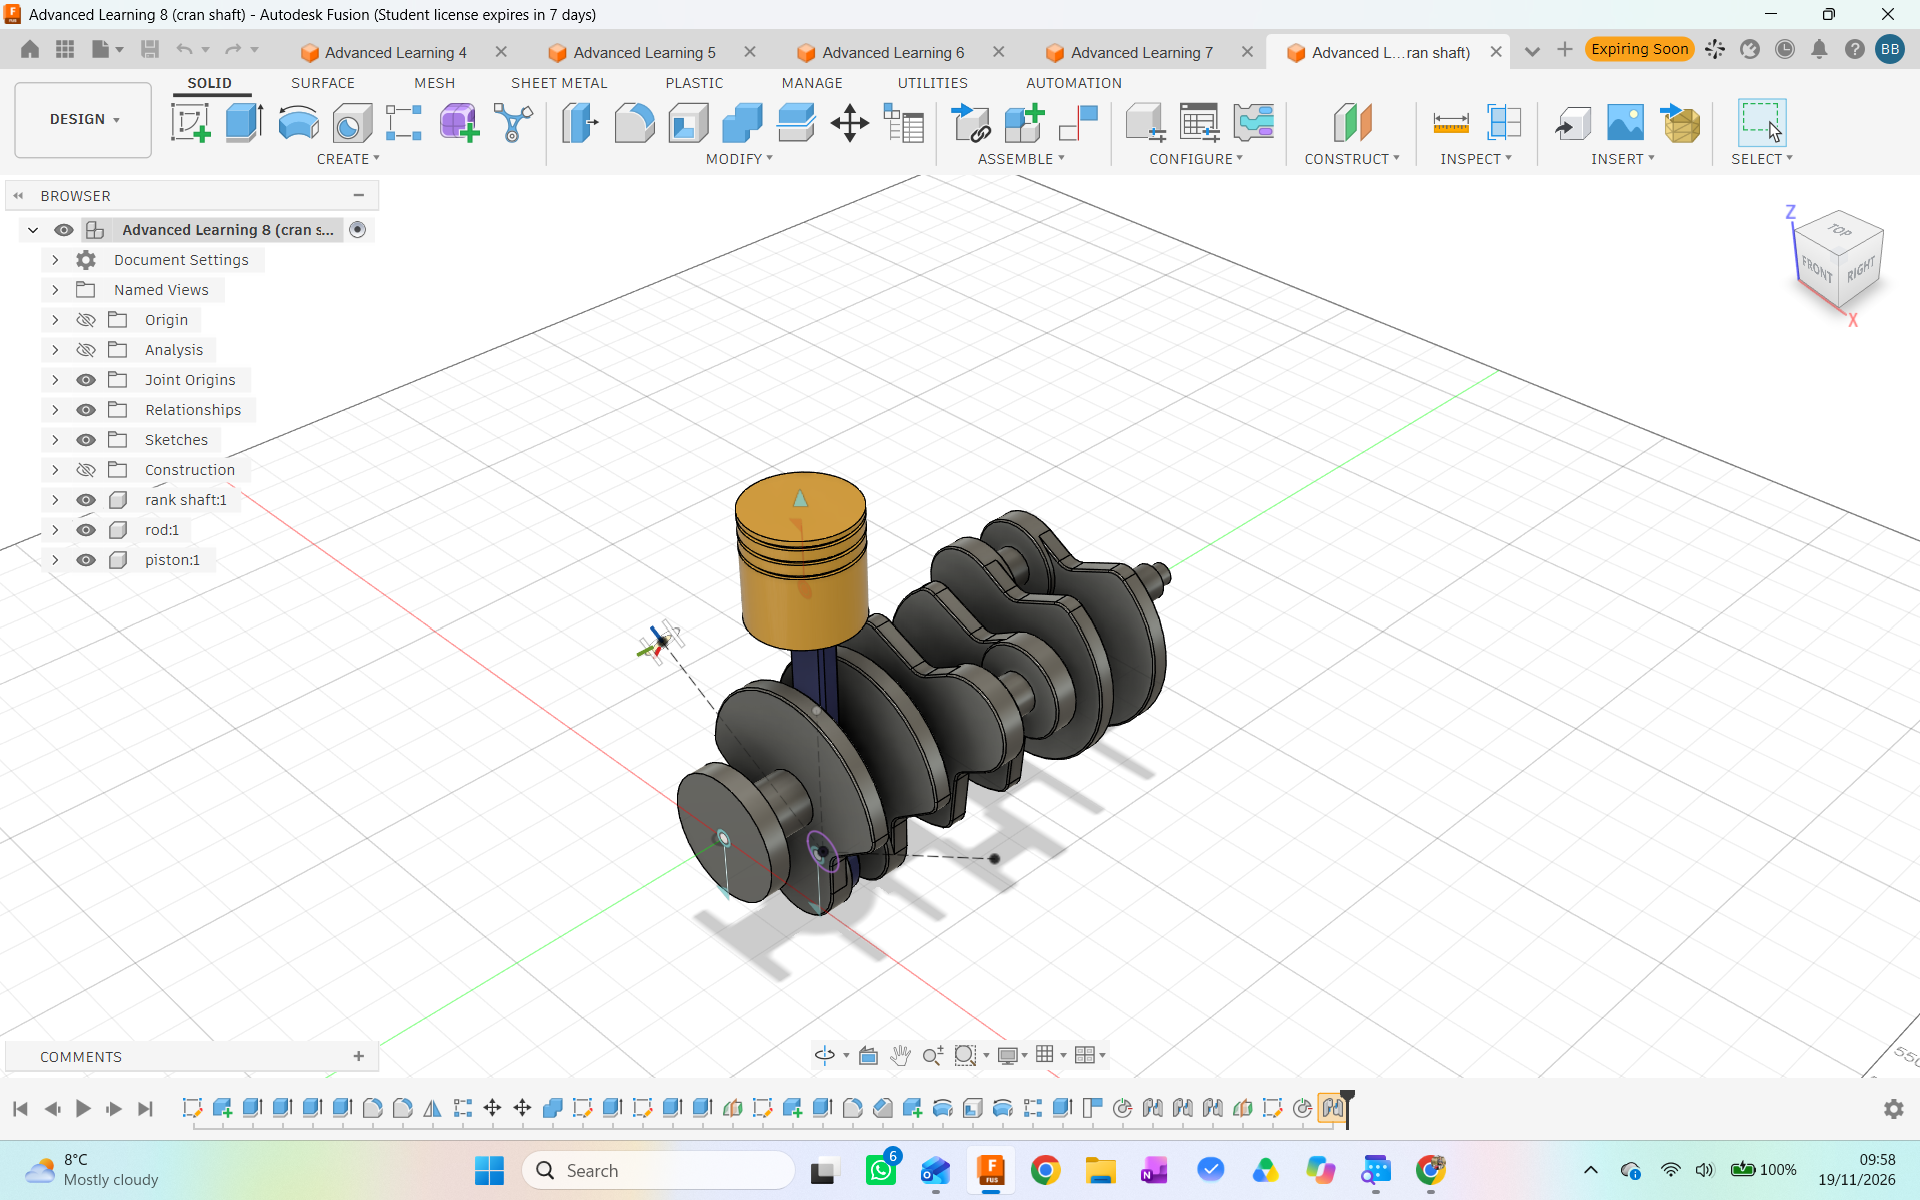 Advanced Learning 8 (cran shaft) - Autodesk Fusion (Student license expires in 7 days)
Advanced Learning 4
Advanced Learning 5
Advanced Learning 6
Advanced Learning 7
Advanced L...ran shaft)
Expiring Soon
BB
SOLID
SURFACE
MESH
SHEET METAL
PLASTIC
MANAGE
UTILITIES
AUTOMATION
DESIGN
CREATE
MODIFY
ASSEMBLE
CONFIGURE
CONSTRUCT
INSPECT
INSERT
SELECT
BROWSER
Advanced Learning 8 (cran s...
Document Settings
Named Views
Origin
Analysis
Joint Origins
Relationships
Sketches
Construction
rank shaft:1
rod:1
piston:1
Z
TOP
FRONT
RIGHT
X
COMMENTS
8°C
Mostly cloudy
Search
6
F
FUS
100%
09:58
19/11/2026